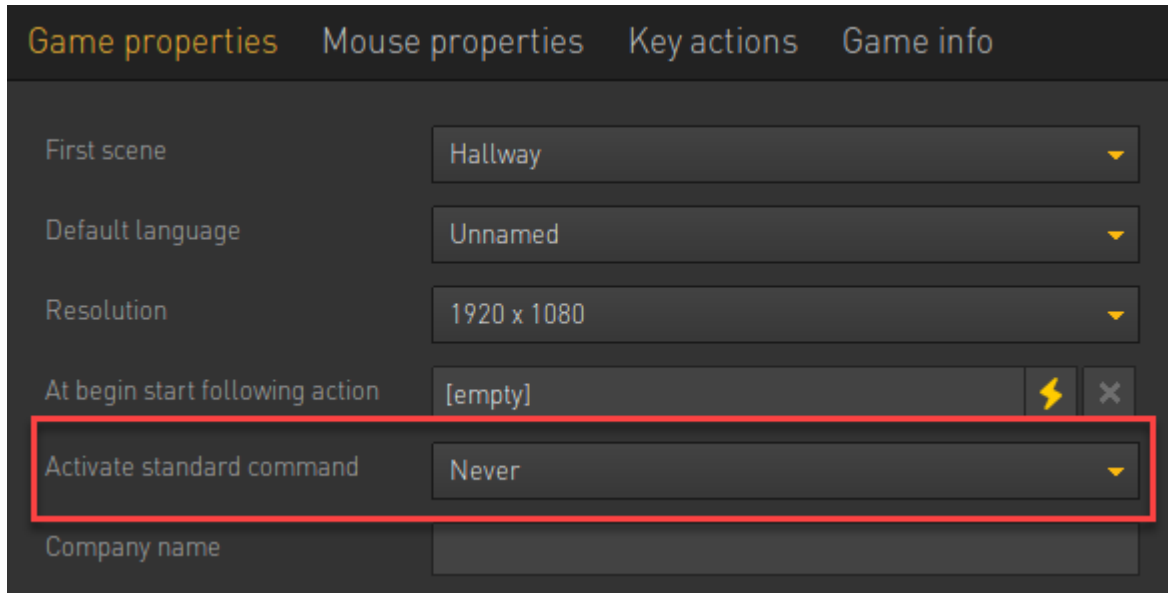 Game properties Mouse properties Key actions Game info
First scene Hallway
Default language Unnamed
Resolution 1920 x 1080
At begin start following action [empty]
Activate standard command Never
Company name